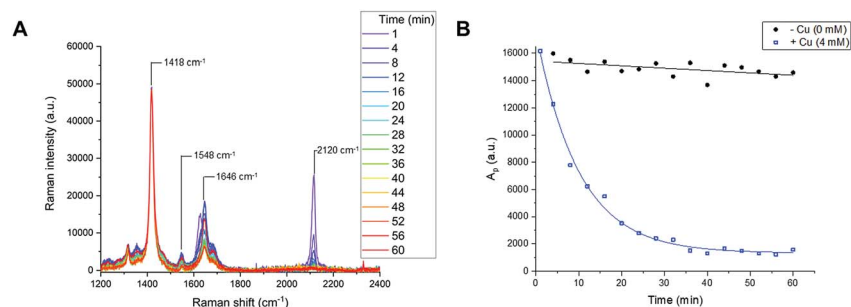 A
Time (min)
1
4
8
12
16
20
24
28
32
36
40
44
48
52
56
60
60000
50000
40000
30000
20000
10000
0
1418 cm-1
1548 cm-1
1646 cm-1
2120 cm-1
1200 1400 1600 1800 2000 2200 2400
Raman intensity (a.u.)
Raman shift (cm-1)
B
- Cu (0 mM)
+ Cu (4 mM)
16000
14000
12000
10000
8000
6000
4000
2000
0
0 10 20 30 40 50 60 70
Ap (a.u.)
Time (min)